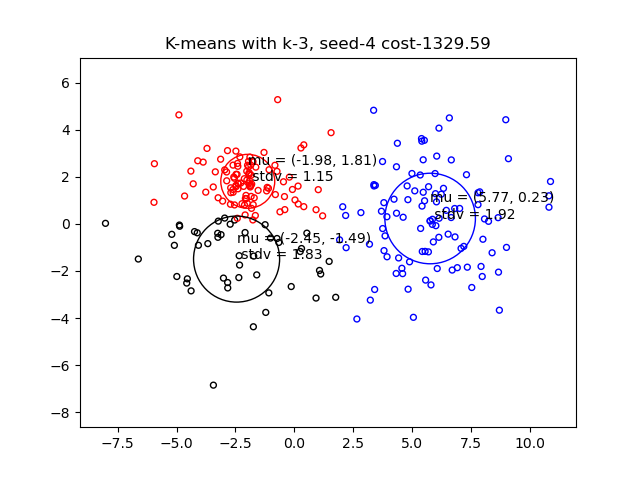 K-means with k-3, seed-4 cost-1329.59
6
4
2
0
−2
−4
−6
−8
mu = (-1.98, 1.81)
stdv = 1.15
mu = (5.77, 0.23)
stdv = 1.92
mu = (-2.45, -1.49)
stdv = 1.83
−7.5 −5.0 −2.5 0.0 2.5 5.0 7.5 10.0